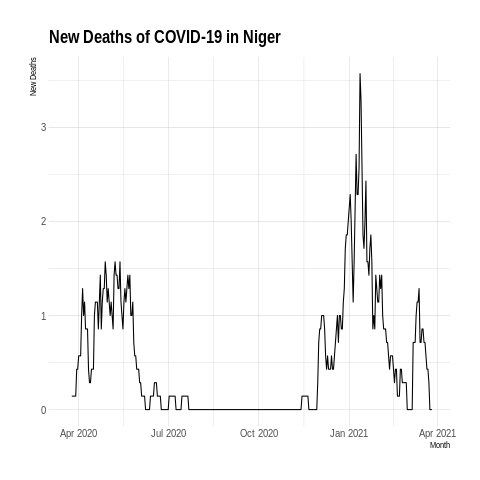 New Deaths of COVID-19 in Niger
New Deaths
3
2
1
0
Apr 2020 Jul 2020 Oct 2020 Jan 2021 Apr 2021
Month